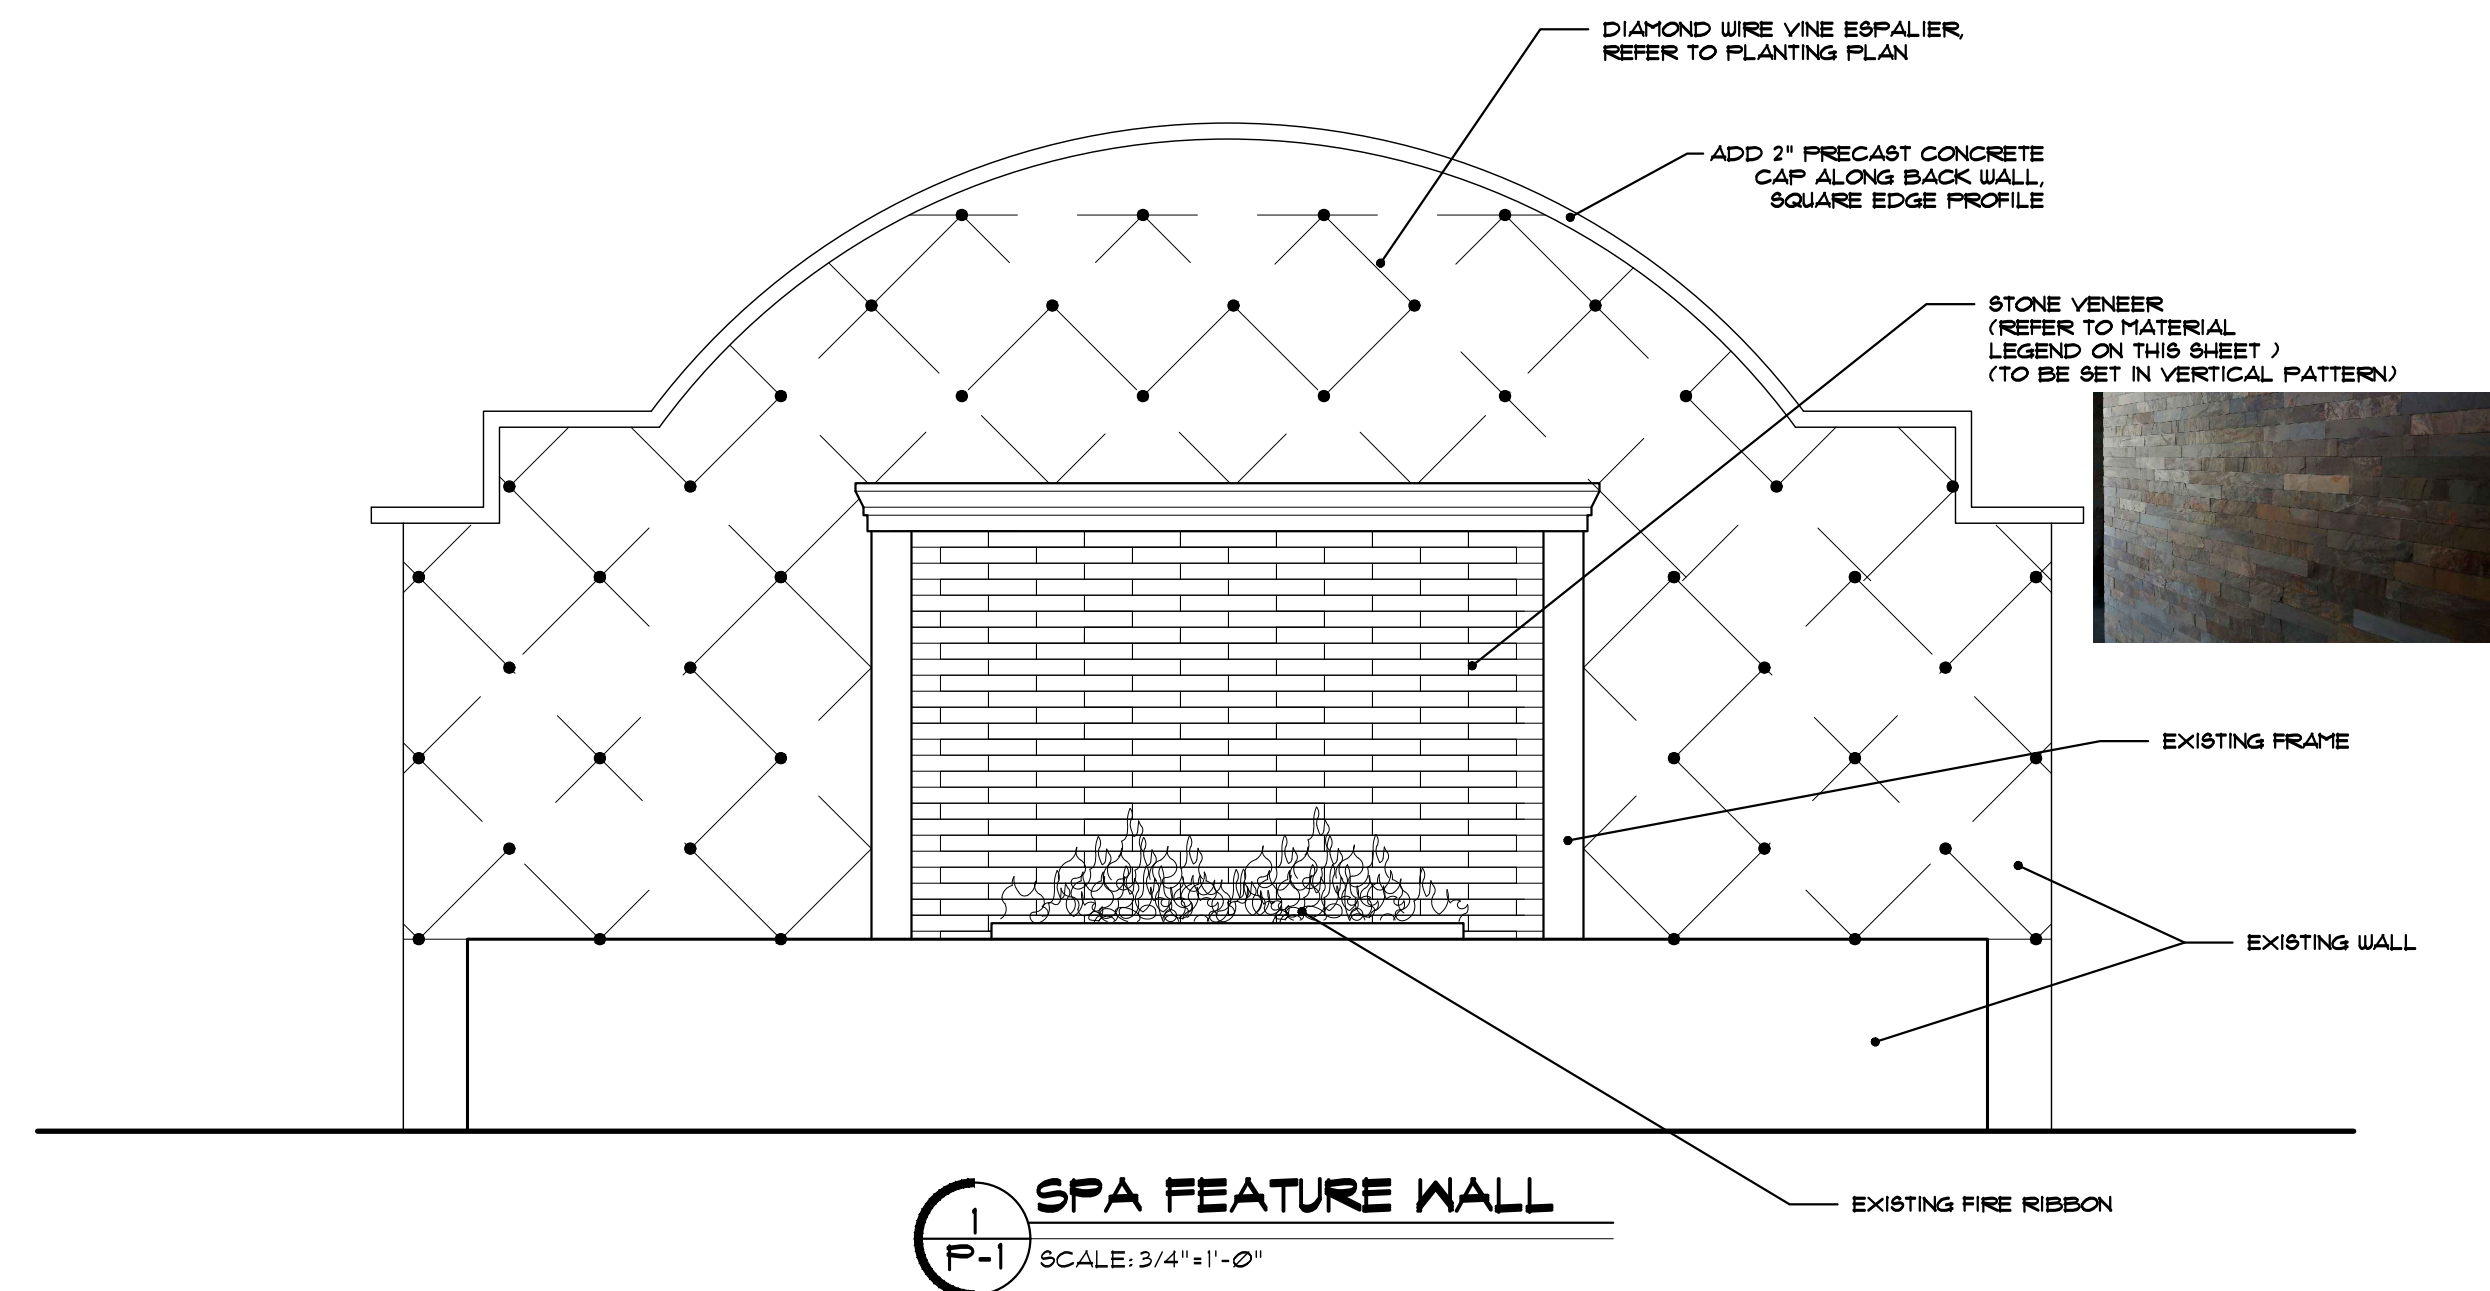 DIAMOND WIRE VINE ESPALIER,
REFER TO PLANTING PLAN
ADD 2" PRECAST CONCRETE
CAP ALONG BACK WALL,
SQUARE EDGE PROFILE
STONE VENEER
(REFER TO MATERIAL
LEGEND ON THIS SHEET )
(TO BE SET IN VERTICAL PATTERN)
EXISTING FRAME
EXISTING WALL
EXISTING FIRE RIBBON
SPA FEATURE WALL
1
P-1
SCALE: 3/4"=1'-0"